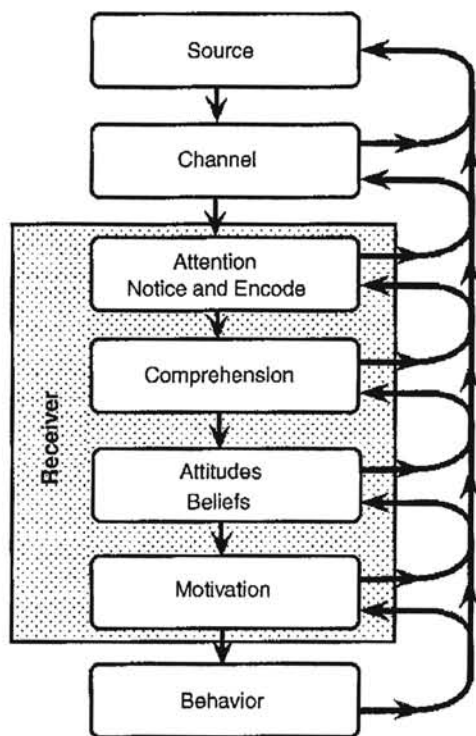 Source
Channel
Attention
Notice and Encode
Comprehension
Receiver
Attitudes
Beliefs
Motivation
Behavior